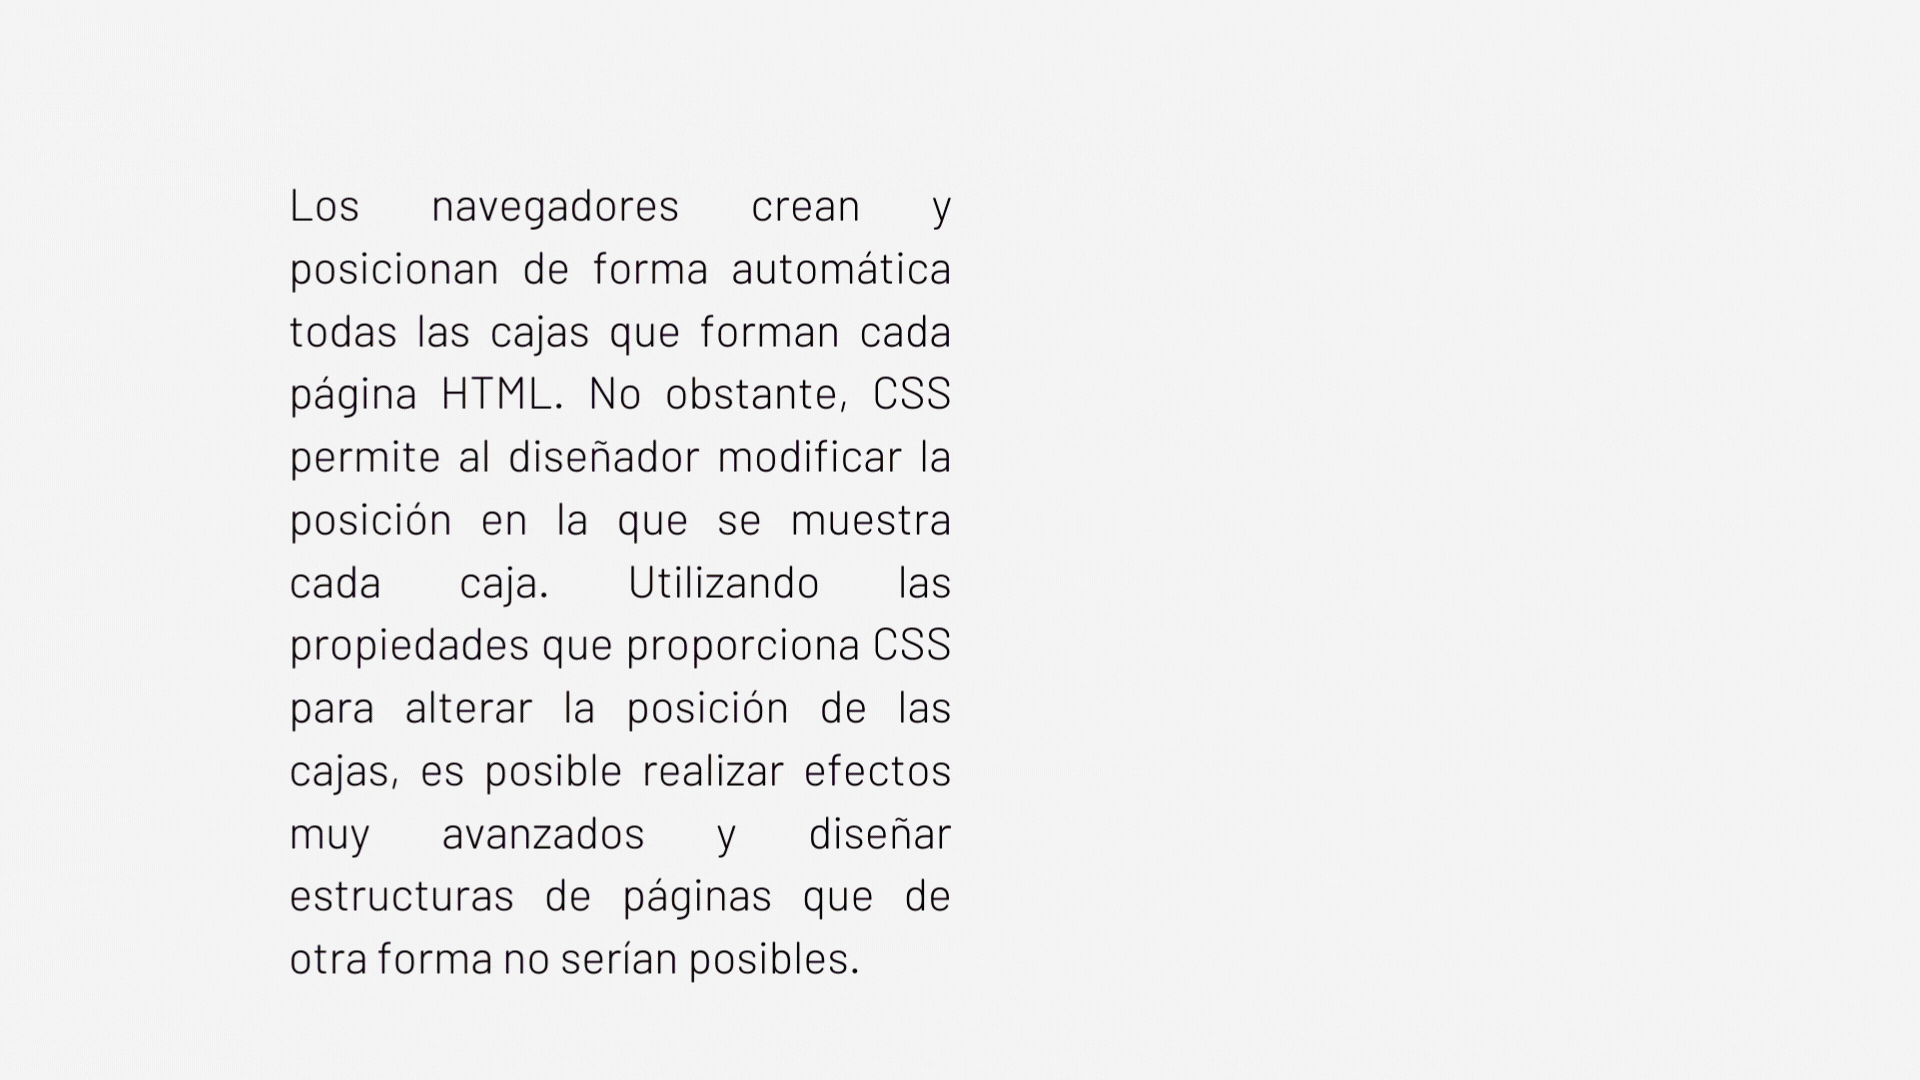 Los navegadores crean y
posicionan de forma automática
todas las cajas que forman cada
página HTML. No obstante, CSS
permite al diseñador modificar la
posición en la que se muestra
cada caja. Utilizando las
propiedades que proporciona CSS
para alterar la posición de las
cajas, es posible realizar efectos
muy avanzados y diseñar
estructuras de páginas que de
otra forma no serían posibles.